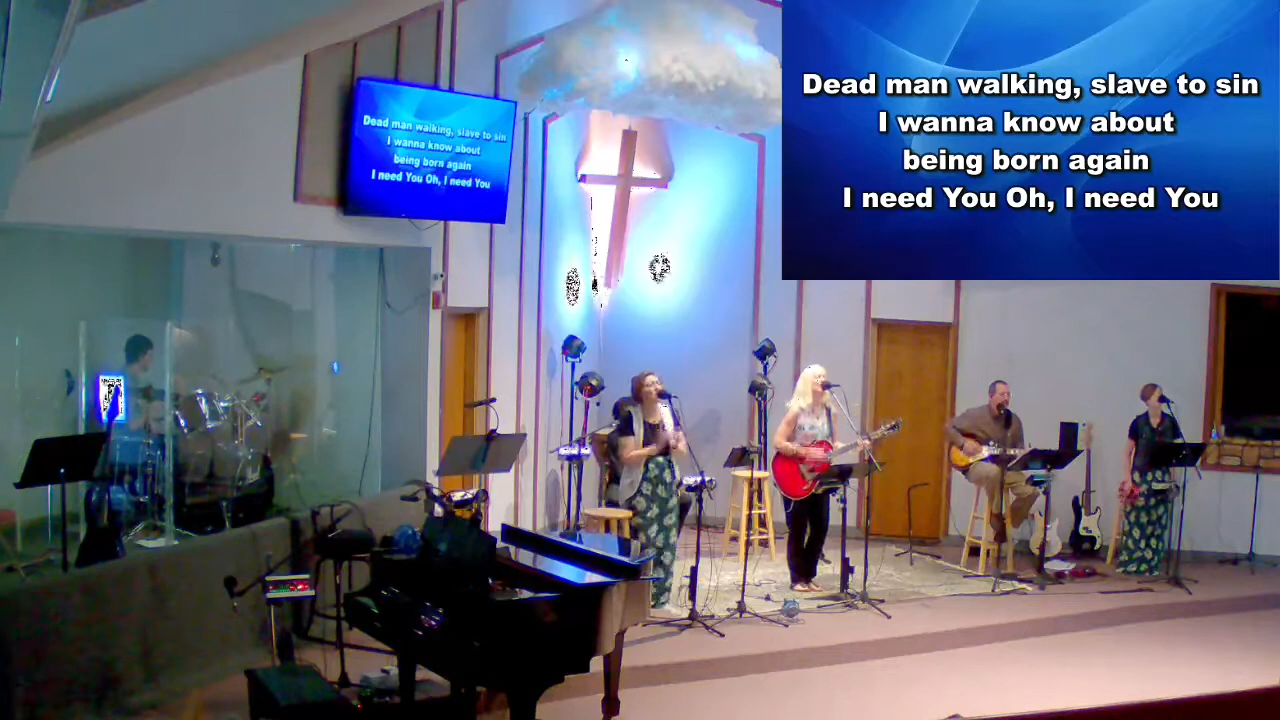 Dead man walking, slave to sin
I wanna know about
being born again
I need You Oh, I need You
Dead man walking, slave to sin
I wanna know about
being born again
I need You Oh, I need You